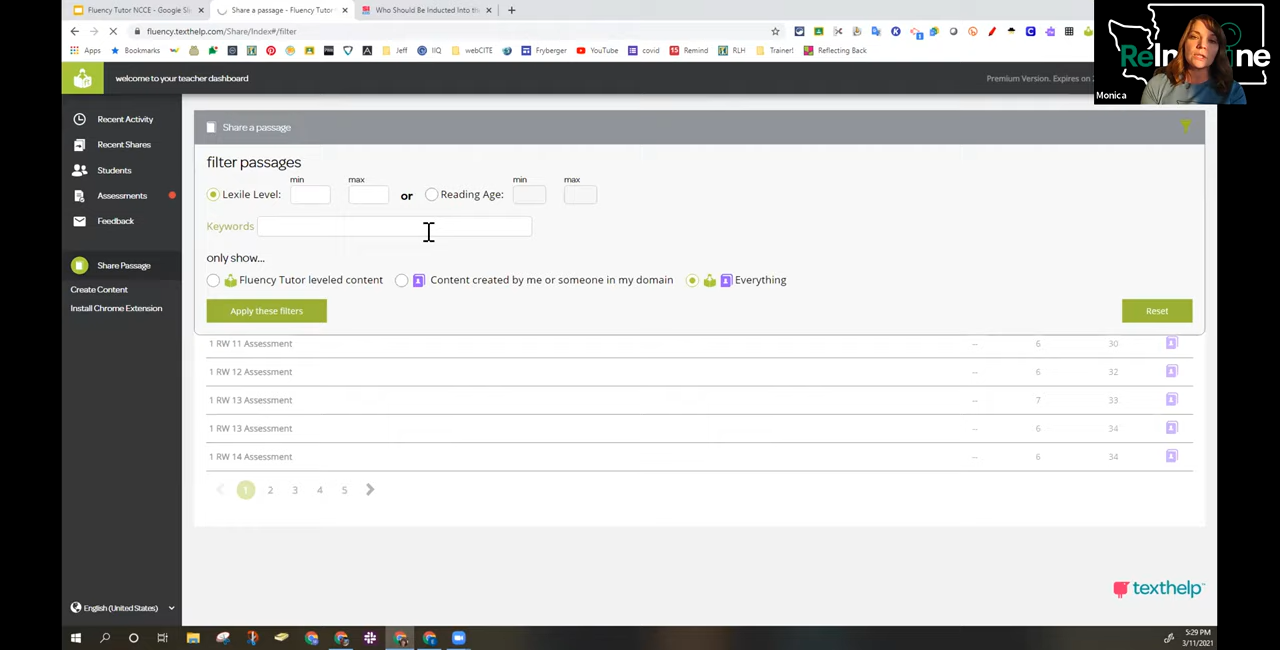 Fluency Tutor NCCE - Google Sli
Share a passage - Fluency Tutor
Who Should Be Inducted Into the
fluency.texthelp.com/Share/Index#/filter
Apps Bookmarks Jeff IIQ webCITE Fryberger YouTube covid Remind RLH Trainer! Reflecting Back
welcome to your teacher dashboard
Premium Version. Expires on
Monica
Recent Activity
Recent Shares
Students
Assessments
Feedback
Share Passage
Create Content
Install Chrome Extension
Share a passage
filter passages
min max min max
Lexile Level: or Reading Age:
Keywords
only show...
Fluency Tutor leveled content Content created by me or someone in my domain Everything
Apply these filters Reset
1 RW 11 Assessment -- 6 30
1 RW 12 Assessment -- 6 32
1 RW 13 Assessment -- 7 33
1 RW 13 Assessment -- 6 34
1 RW 14 Assessment -- 6 34
1 2 3 4 5
texthelp
English (United States)
5:29 PM
3/11/2021